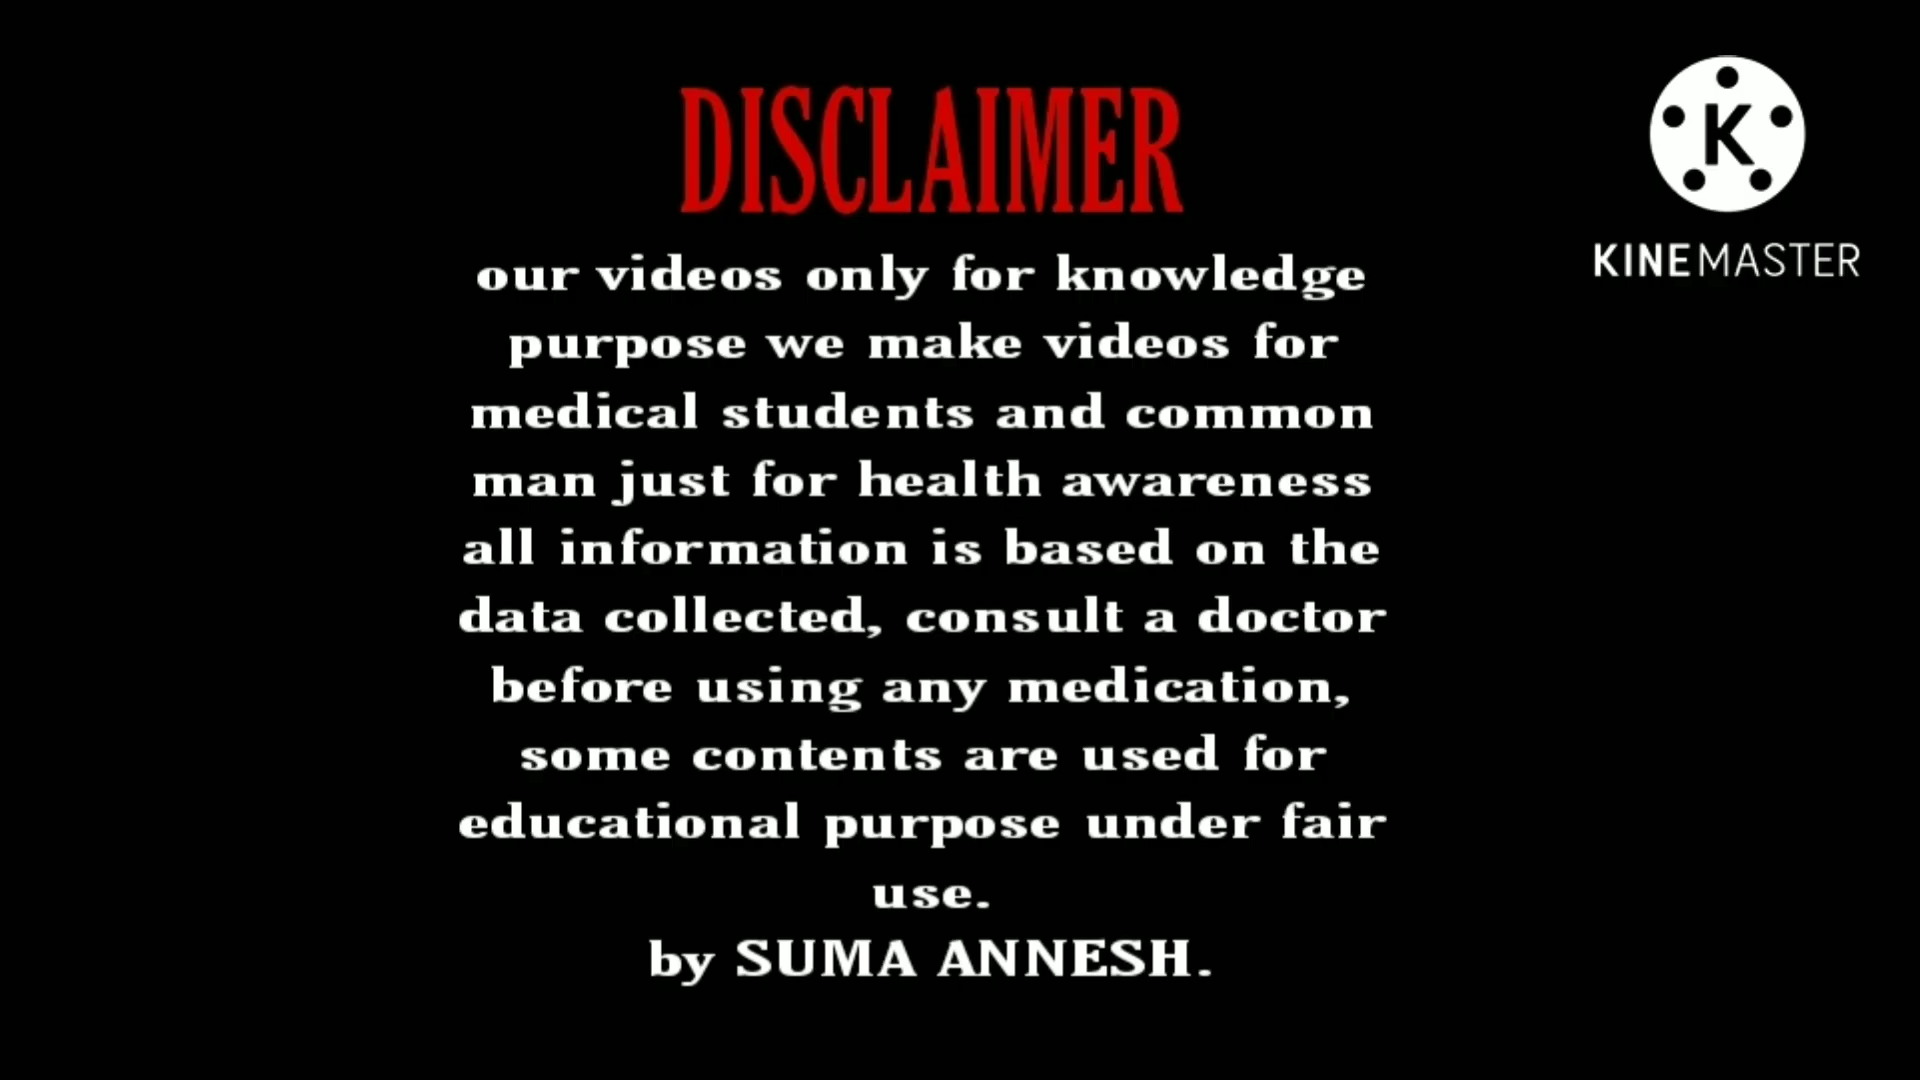 DISCLAIMER
our videos only for knowledge
purpose we make videos for
medical students and common
man just for health awareness
all information is based on the
data collected, consult a doctor
before using any medication,
some contents are used for
educational purpose under fair
use.
by SUMA ANNESH.
K
KINEMASTER